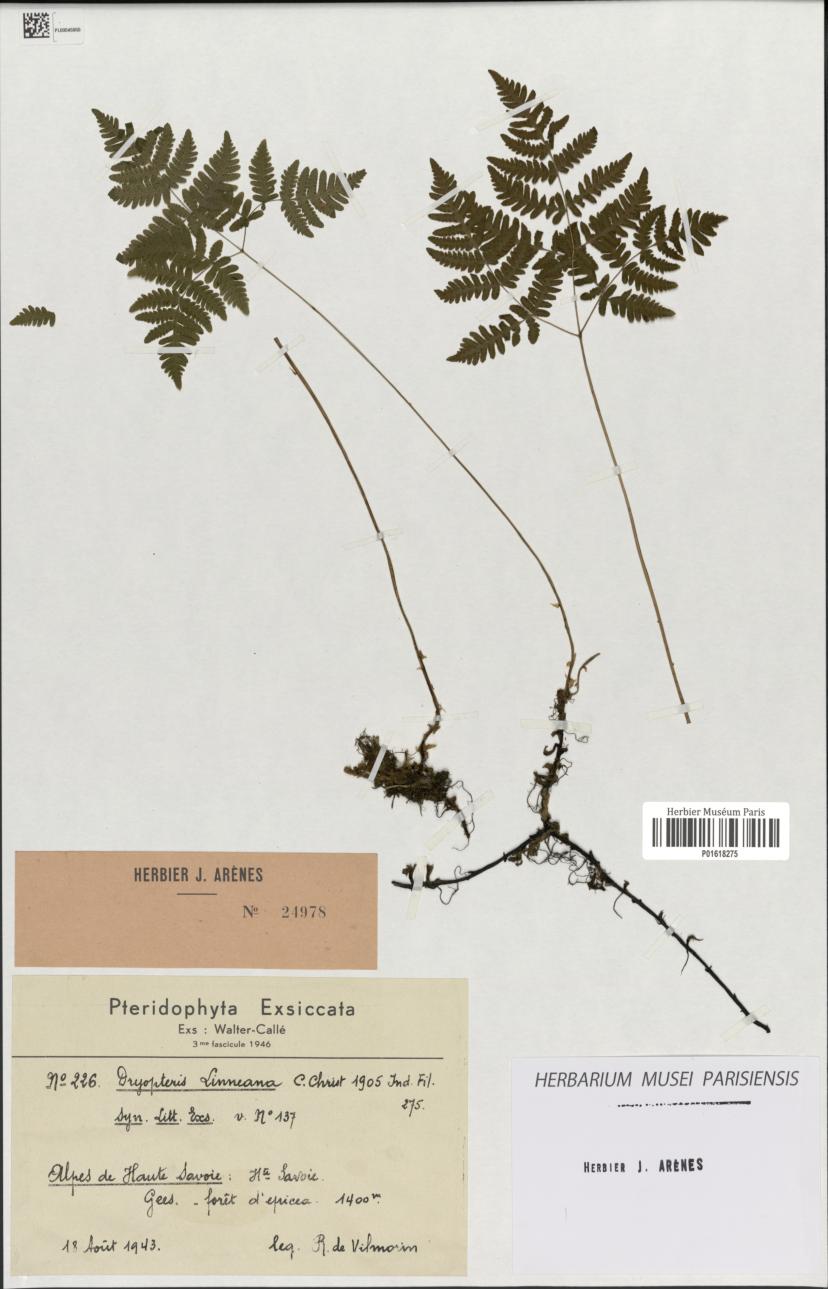 Herbier Muséum Paris
P01618275
HERBIER J. ARÈNES
No 24978
Pteridophyta Exsiccata
Exs : Walter-Callé
3me fascicule 1946
No 226. Dryopteris Linneana C. Christ 1905 Ind. Fil.
275.
Syn. Litt. Exs. v. No 137
Alpes de Haute Savoie : Hte Savoie.
forêt d'epicea. 1400m.
18 Août 1943. leg. R. de Vilmorin
HERBARIUM MUSEI PARISIENSIS
HERBIER J. ARÈNES